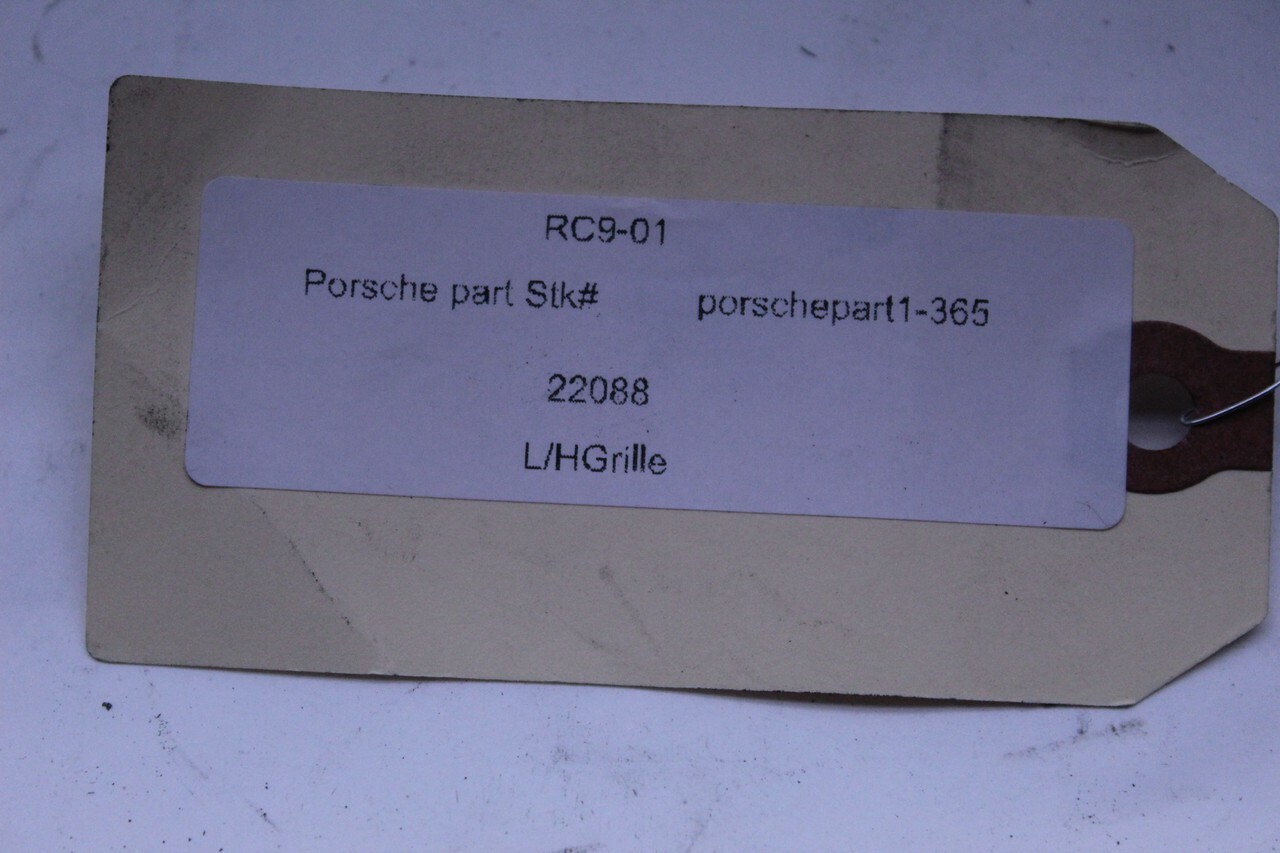 RC9-01
Porsche part Stk# porschepart1-365
22088
L/HGrille